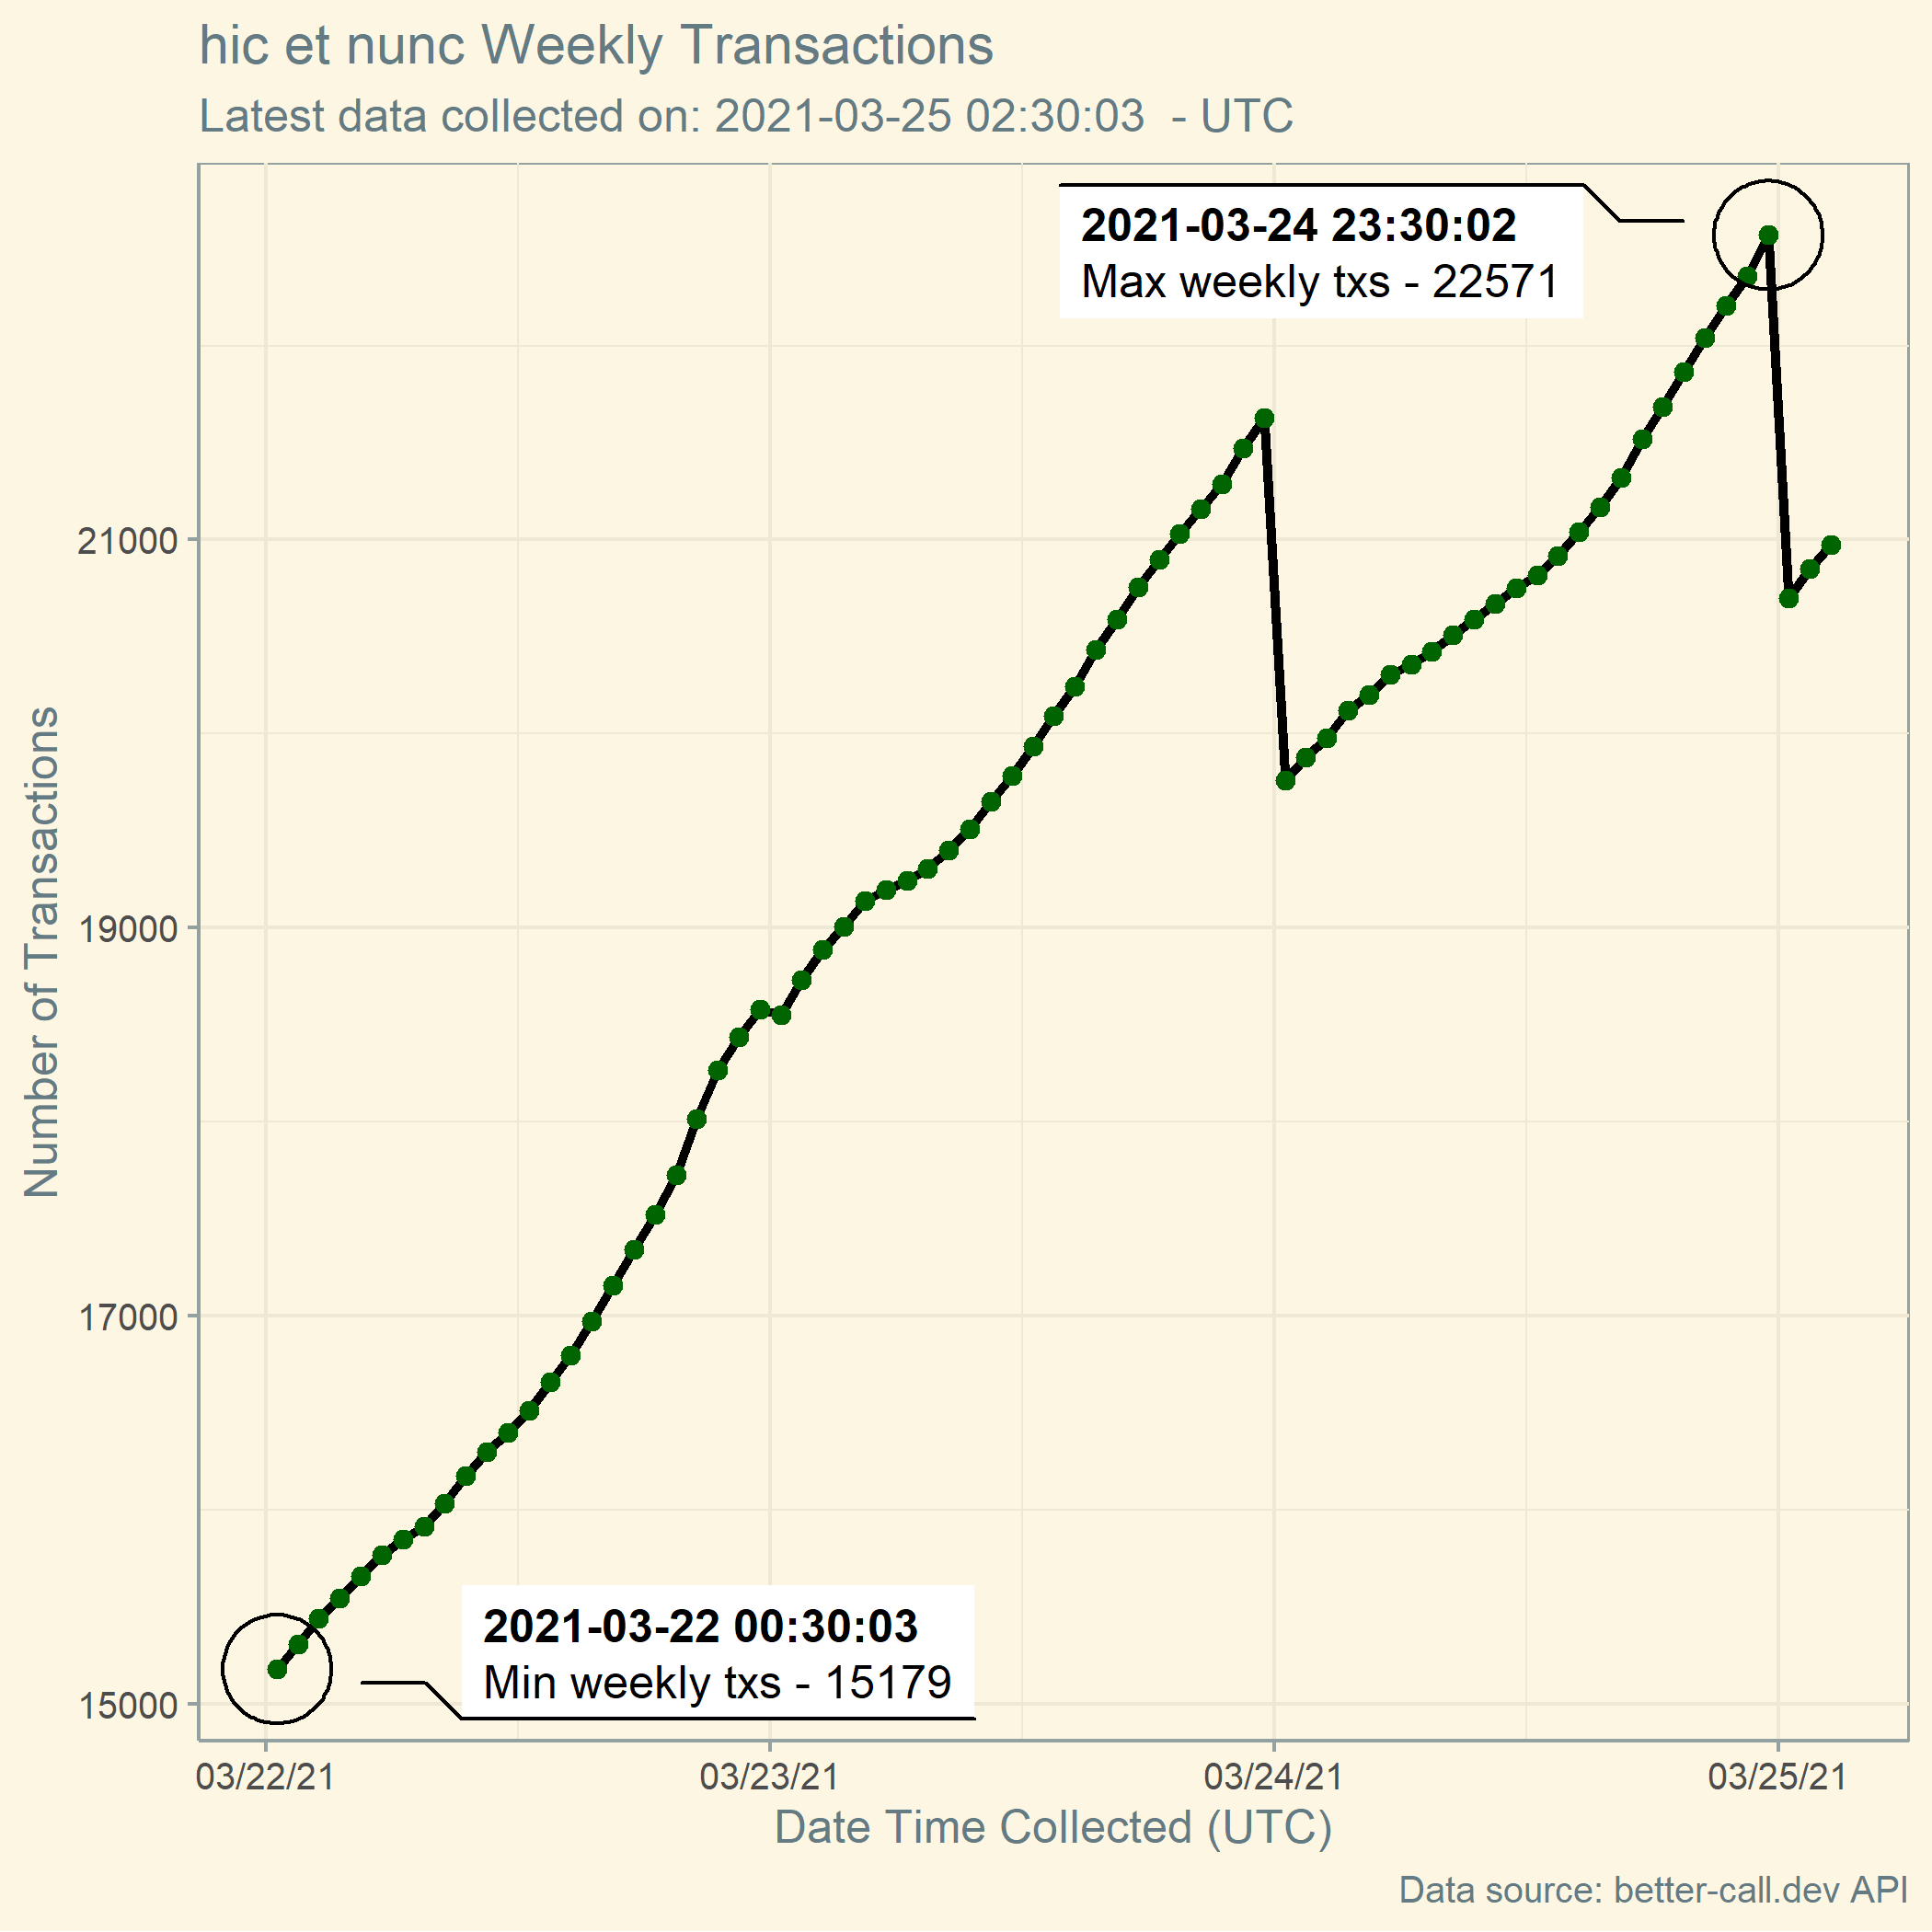 hic et nunc Weekly Transactions
Latest data collected on: 2021-03-25 02:30:03  - UTC
2021-03-24 23:30:02
Max weekly txs - 22571
Number of Transactions
21000
19000
17000
15000
2021-03-22 00:30:03
Min weekly txs - 15179
03/22/21 03/23/21 03/24/21 03/25/21
Date Time Collected (UTC)
Data source: better-call.dev API